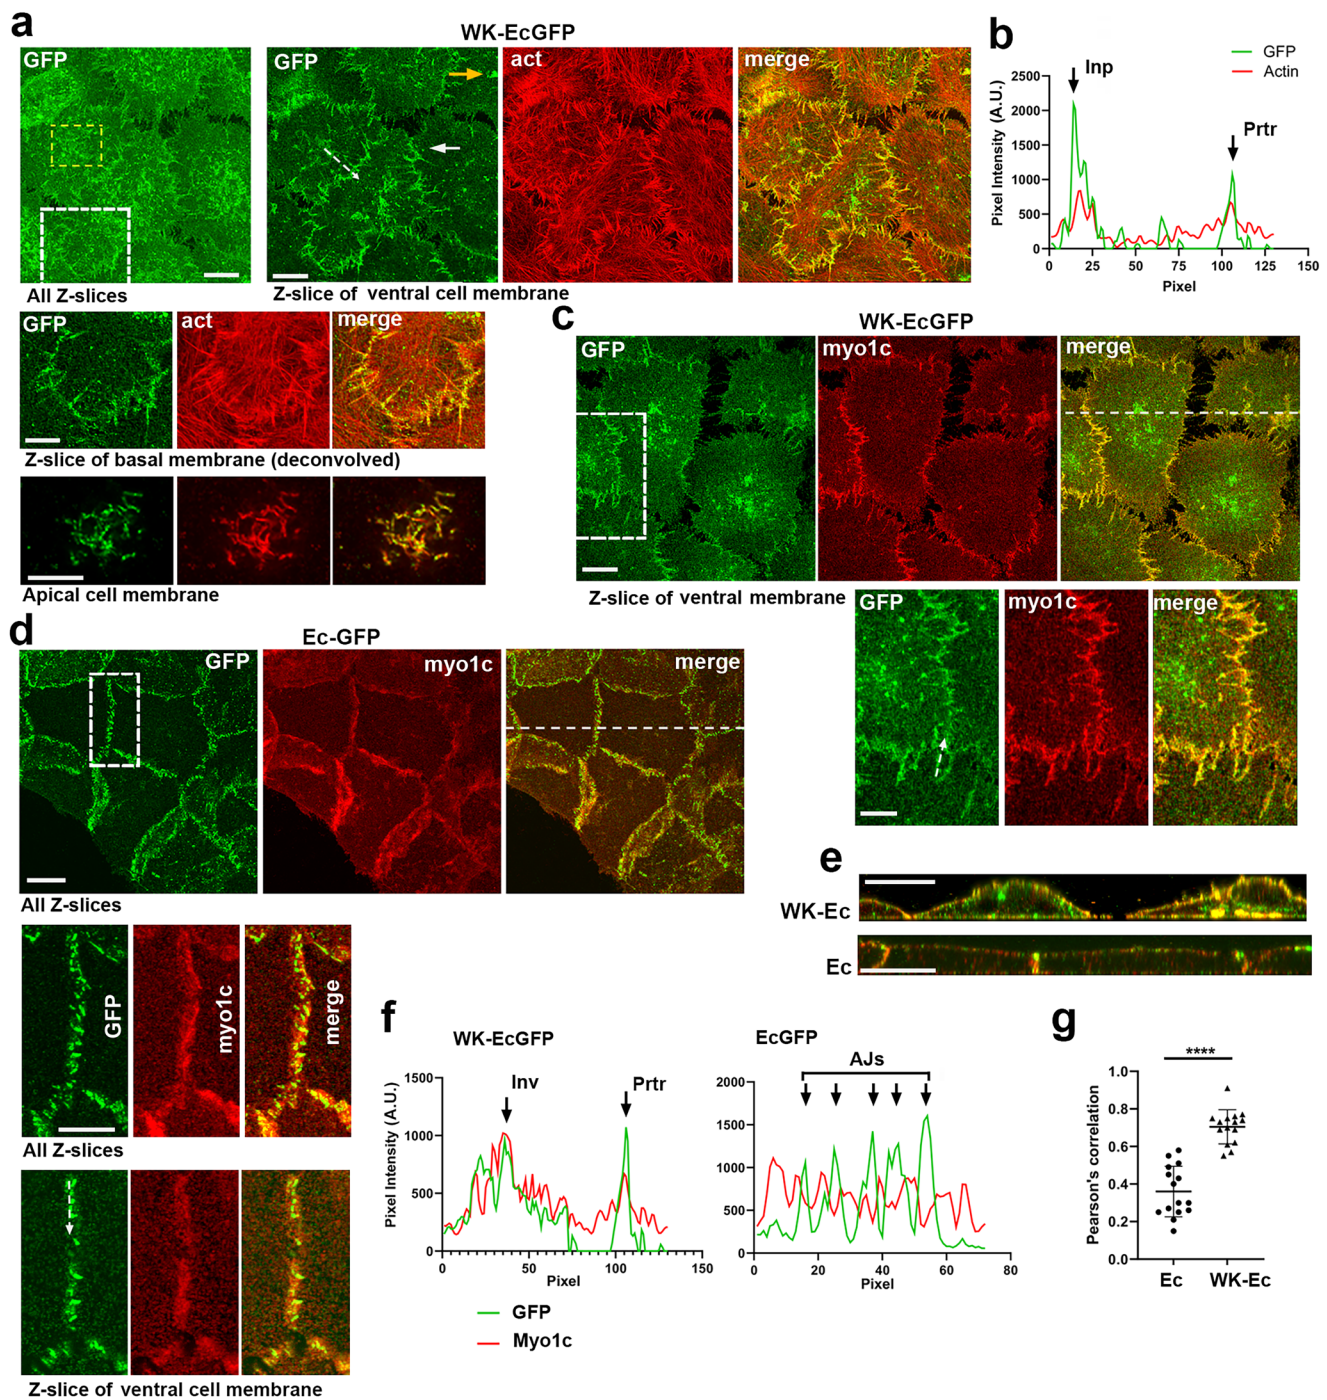 a
WK-EcGFP
GFP
GFP
act
merge
All Z-slices
Z-slice of ventral cell membrane
GFP
act
merge
Z-slice of basal membrane (deconvolved)
Apical cell membrane
b
GFP
Actin
Inp
Prtr
Pixel Intensity (A.U.)
2500
2000
1500
1000
500
0
0 25 50 75 100 125 150
Pixel
c
WK-EcGFP
GFP
myo1c
merge
Z-slice of ventral membrane
GFP
myo1c
merge
d
Ec-GFP
GFP
myo1c
merge
All Z-slices
GFP
myo1c
merge
All Z-slices
Z-slice of ventral cell membrane
e
WK-Ec
Ec
f
WK-EcGFP
Inv
Prtr
Pixel Intensity (A.U.)
1500
1000
500
0
0 50 100 150
Pixel
EcGFP
AJs
2000
1500
1000
500
0
0 20 40 60 80
Pixel
GFP
Myo1c
g
****
Pearson's correlation
1.0
0.8
0.6
0.4
0.2
0.0
Ec WK-Ec